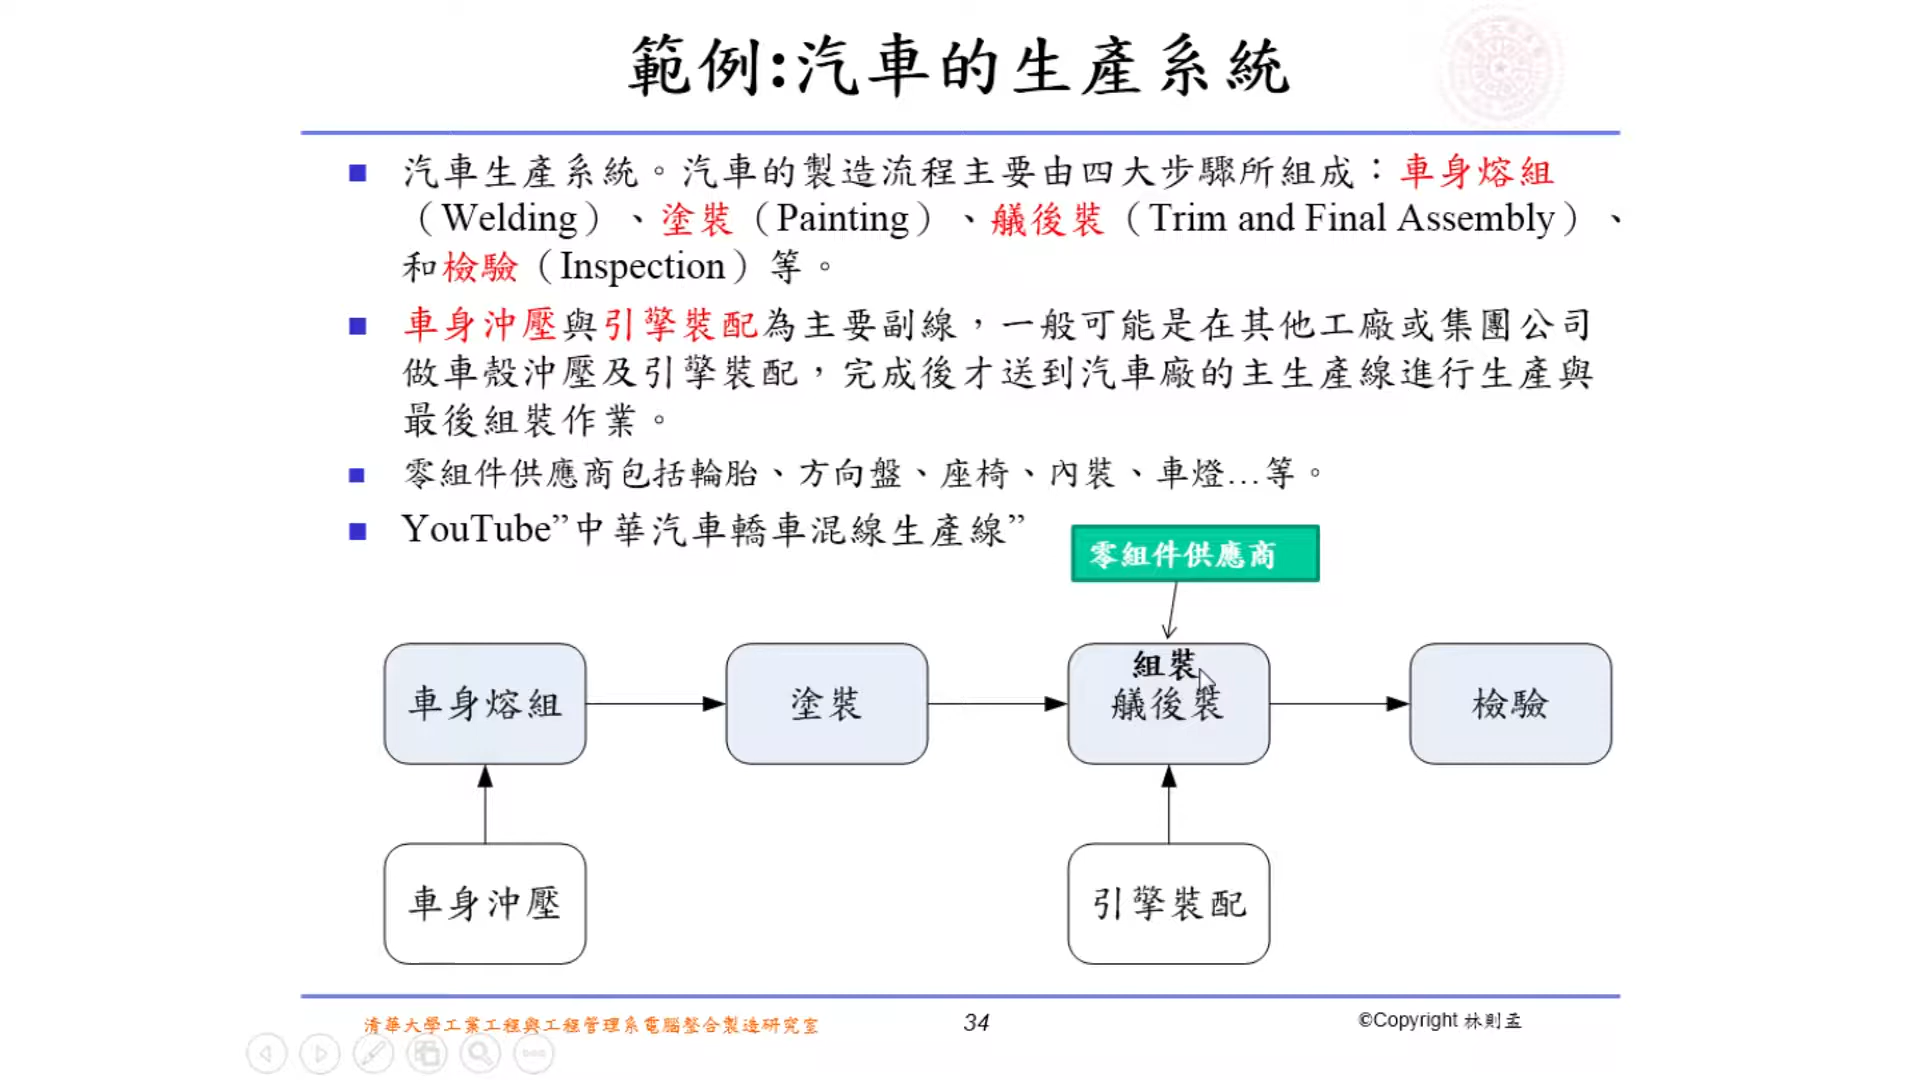 範例:汽車的生產系統
汽車生產系統。汽車的製造流程主要由四大步驟所組成：車身熔組
（Welding）、塗裝（Painting）、艤後裝（Trim and Final Assembly）、
和檢驗（Inspection）等。
車身沖壓與引擎裝配為主要副線，一般可能是在其他工廠或集團公司
做車殼沖壓及引擎裝配，完成後才送到汽車廠的主生產線進行生產與
最後組裝作業。
零組件供應商包括輪胎、方向盤、座椅、內裝、車燈…等。
YouTube”中華汽車轎車混線生產線”
零組件供應商
組裝
車身熔組
塗裝
艤後裝
檢驗
車身沖壓
引擎裝配
清華大學工業工程與工程管理系電腦整合製造研究室
34
©Copyright 林則孟